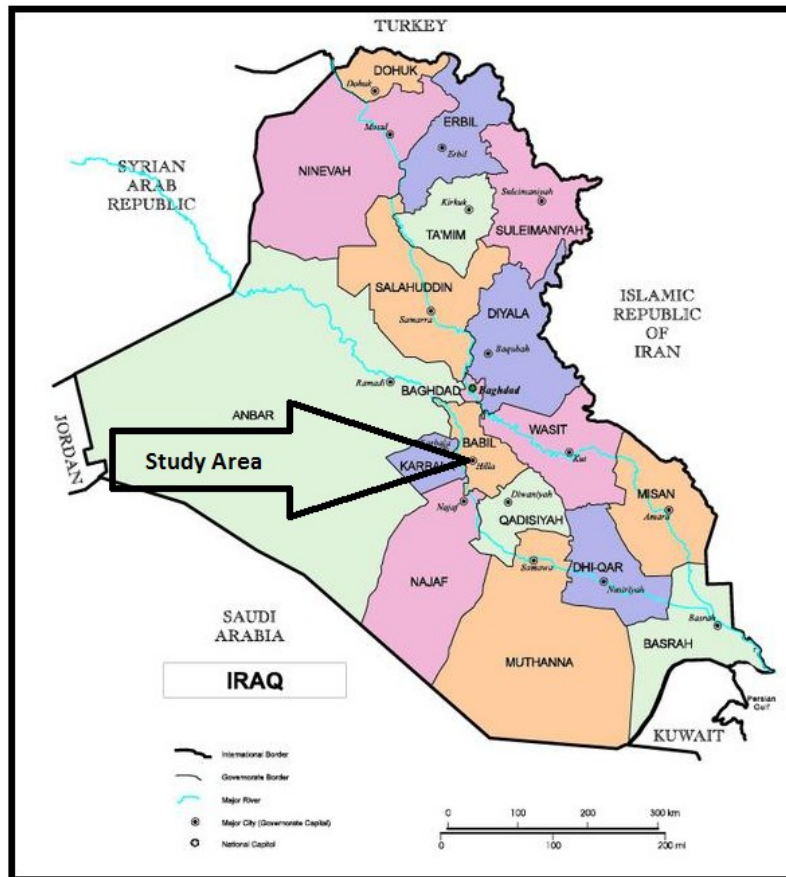 TURKEY
DOHUK
Dohuk
ERBIL
Mosul
Erbil
SYRIAN
ARAB
REPUBLIC
NINEVAH
Suleimaniyah
Kirkuk
TA'MIM
SULEIMANIYAH
SALAHUDDIN
Samarra
DIYALA
ISLAMIC
REPUBLIC
OF
IRAN
Baqubah
Ramadi
BAGHDAD
Baghdad
ANBAR
JORDAN
WASIT
BABIL
Kut
Study Area
Hilla
MISAN
Najaf
Diwaniyah
QADISIYAH
Amara
Samawa
DHI-QAR
Nasiriyah
NAJAF
SAUDI
ARABIA
Basrah
BASRAH
MUTHANNA
IRAQ
Persian
Gulf
KUWAIT
International Border
Governorate Border
Major River
Major City (Governorate Capital)
National Capitol
0 100 200 300 km
0 100 200 mi